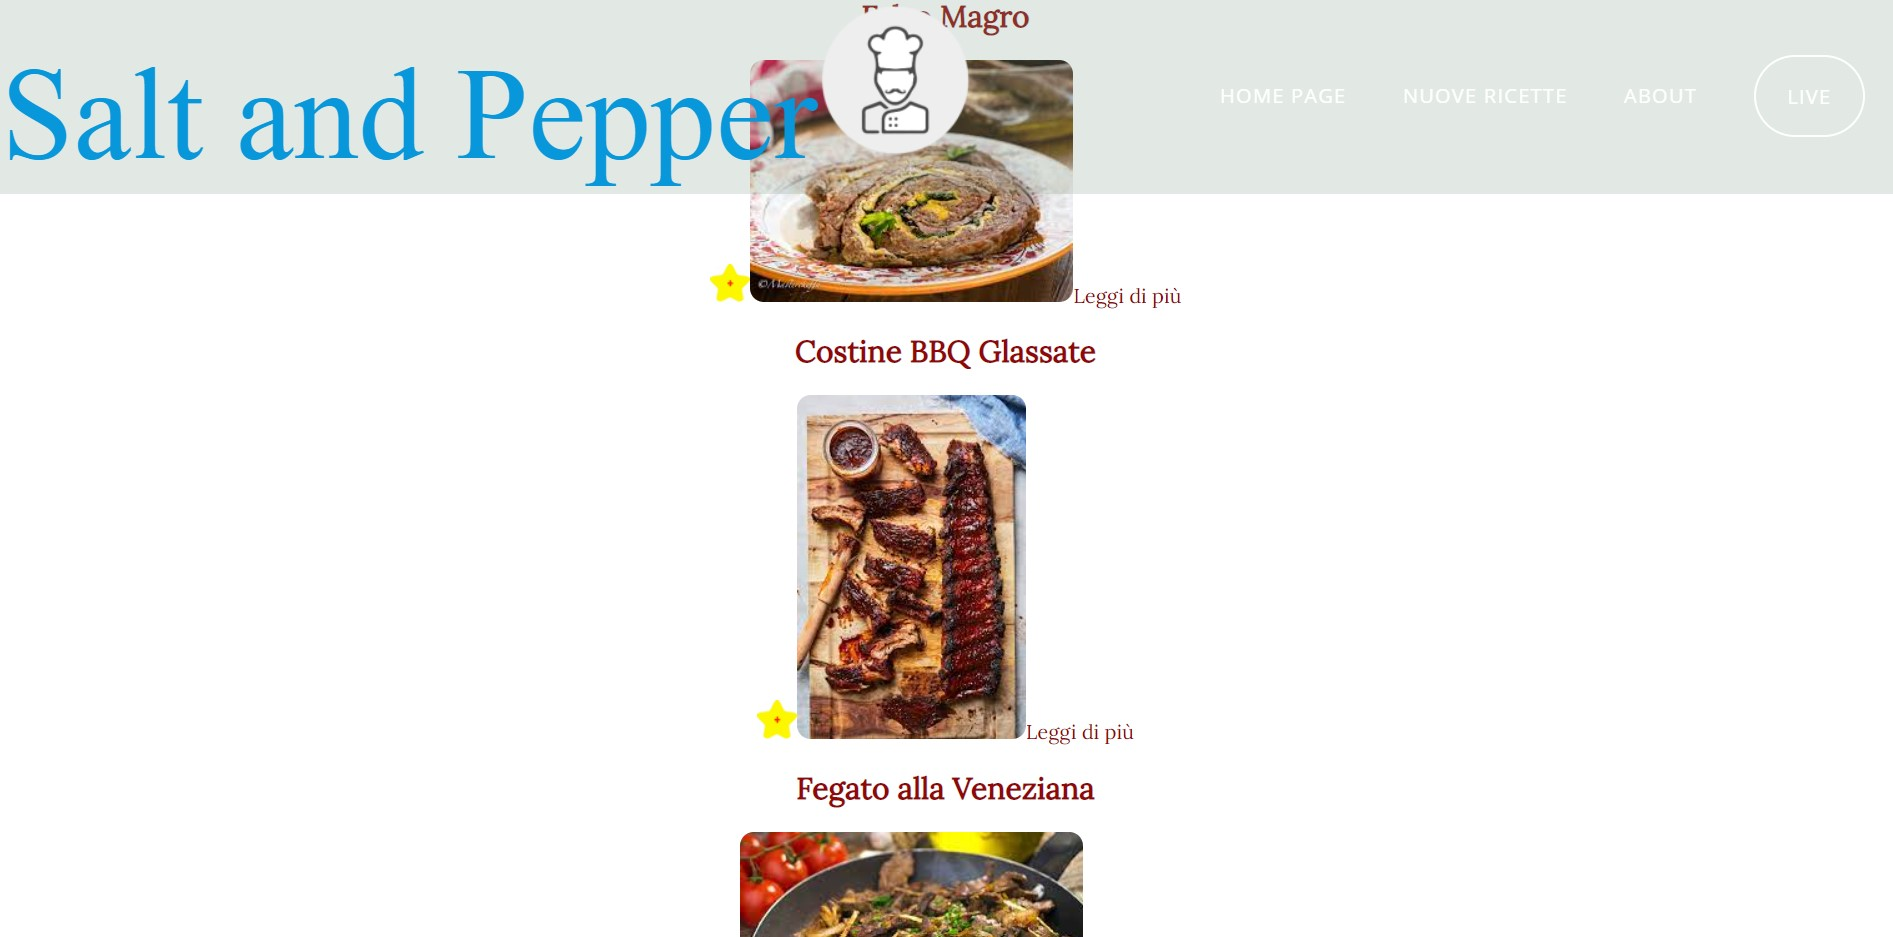 Magro
Salt and Pepper
HOME PAGE
NUOVE RICETTE
ABOUT
LIVE
Leggi di più
Costine BBQ Glassate
Leggi di più
Fegato alla Veneziana